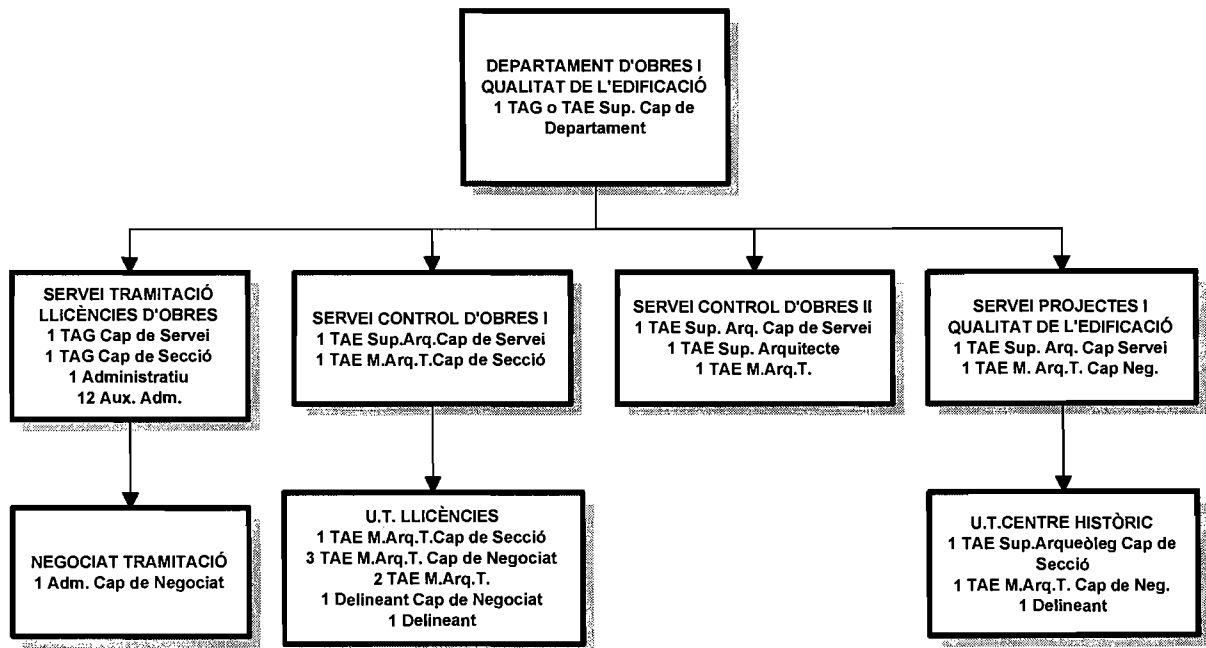 DEPARTAMENT D'OBRES I
QUALITAT DE L'EDIFICACIÓ
1 TAG o TAE Sup. Cap de
Departament
SERVEI TRAMITACIÓ
LLICÈNCIES D'OBRES
1 TAG Cap de Servei
1 TAG Cap de Secció
1 Administratiu
12 Aux. Adm.
SERVEI CONTROL D'OBRES I
1 TAE Sup.Arq.Cap de Servei
1 TAE M.Arq.T.Cap de Secció
SERVEI CONTROL D'OBRES II
1 TAE Sup. Arq. Cap de Servei
1 TAE Sup. Arquitecte
1 TAE M.Arq.T.
SERVEI PROJECTES I
QUALITAT DE L'EDIFICACIÓ
1 TAE Sup. Arq. Cap Servei
1 TAE M. Arq.T. Cap Neg.
NEGOCIAT TRAMITACIÓ
1 Adm. Cap de Negociat
U.T. LLICÈNCIES
1 TAE M.Arq.T.Cap de Secció
3 TAE M.Arq.T. Cap de Negociat
2 TAE M.Arq.T.
1 Delineant Cap de Negociat
1 Delineant
U.T.CENTRE HISTÒRIC
1 TAE Sup.Arqueòleg Cap de
Secció
1 TAE M.Arq.T. Cap de Neg.
1 Delineant